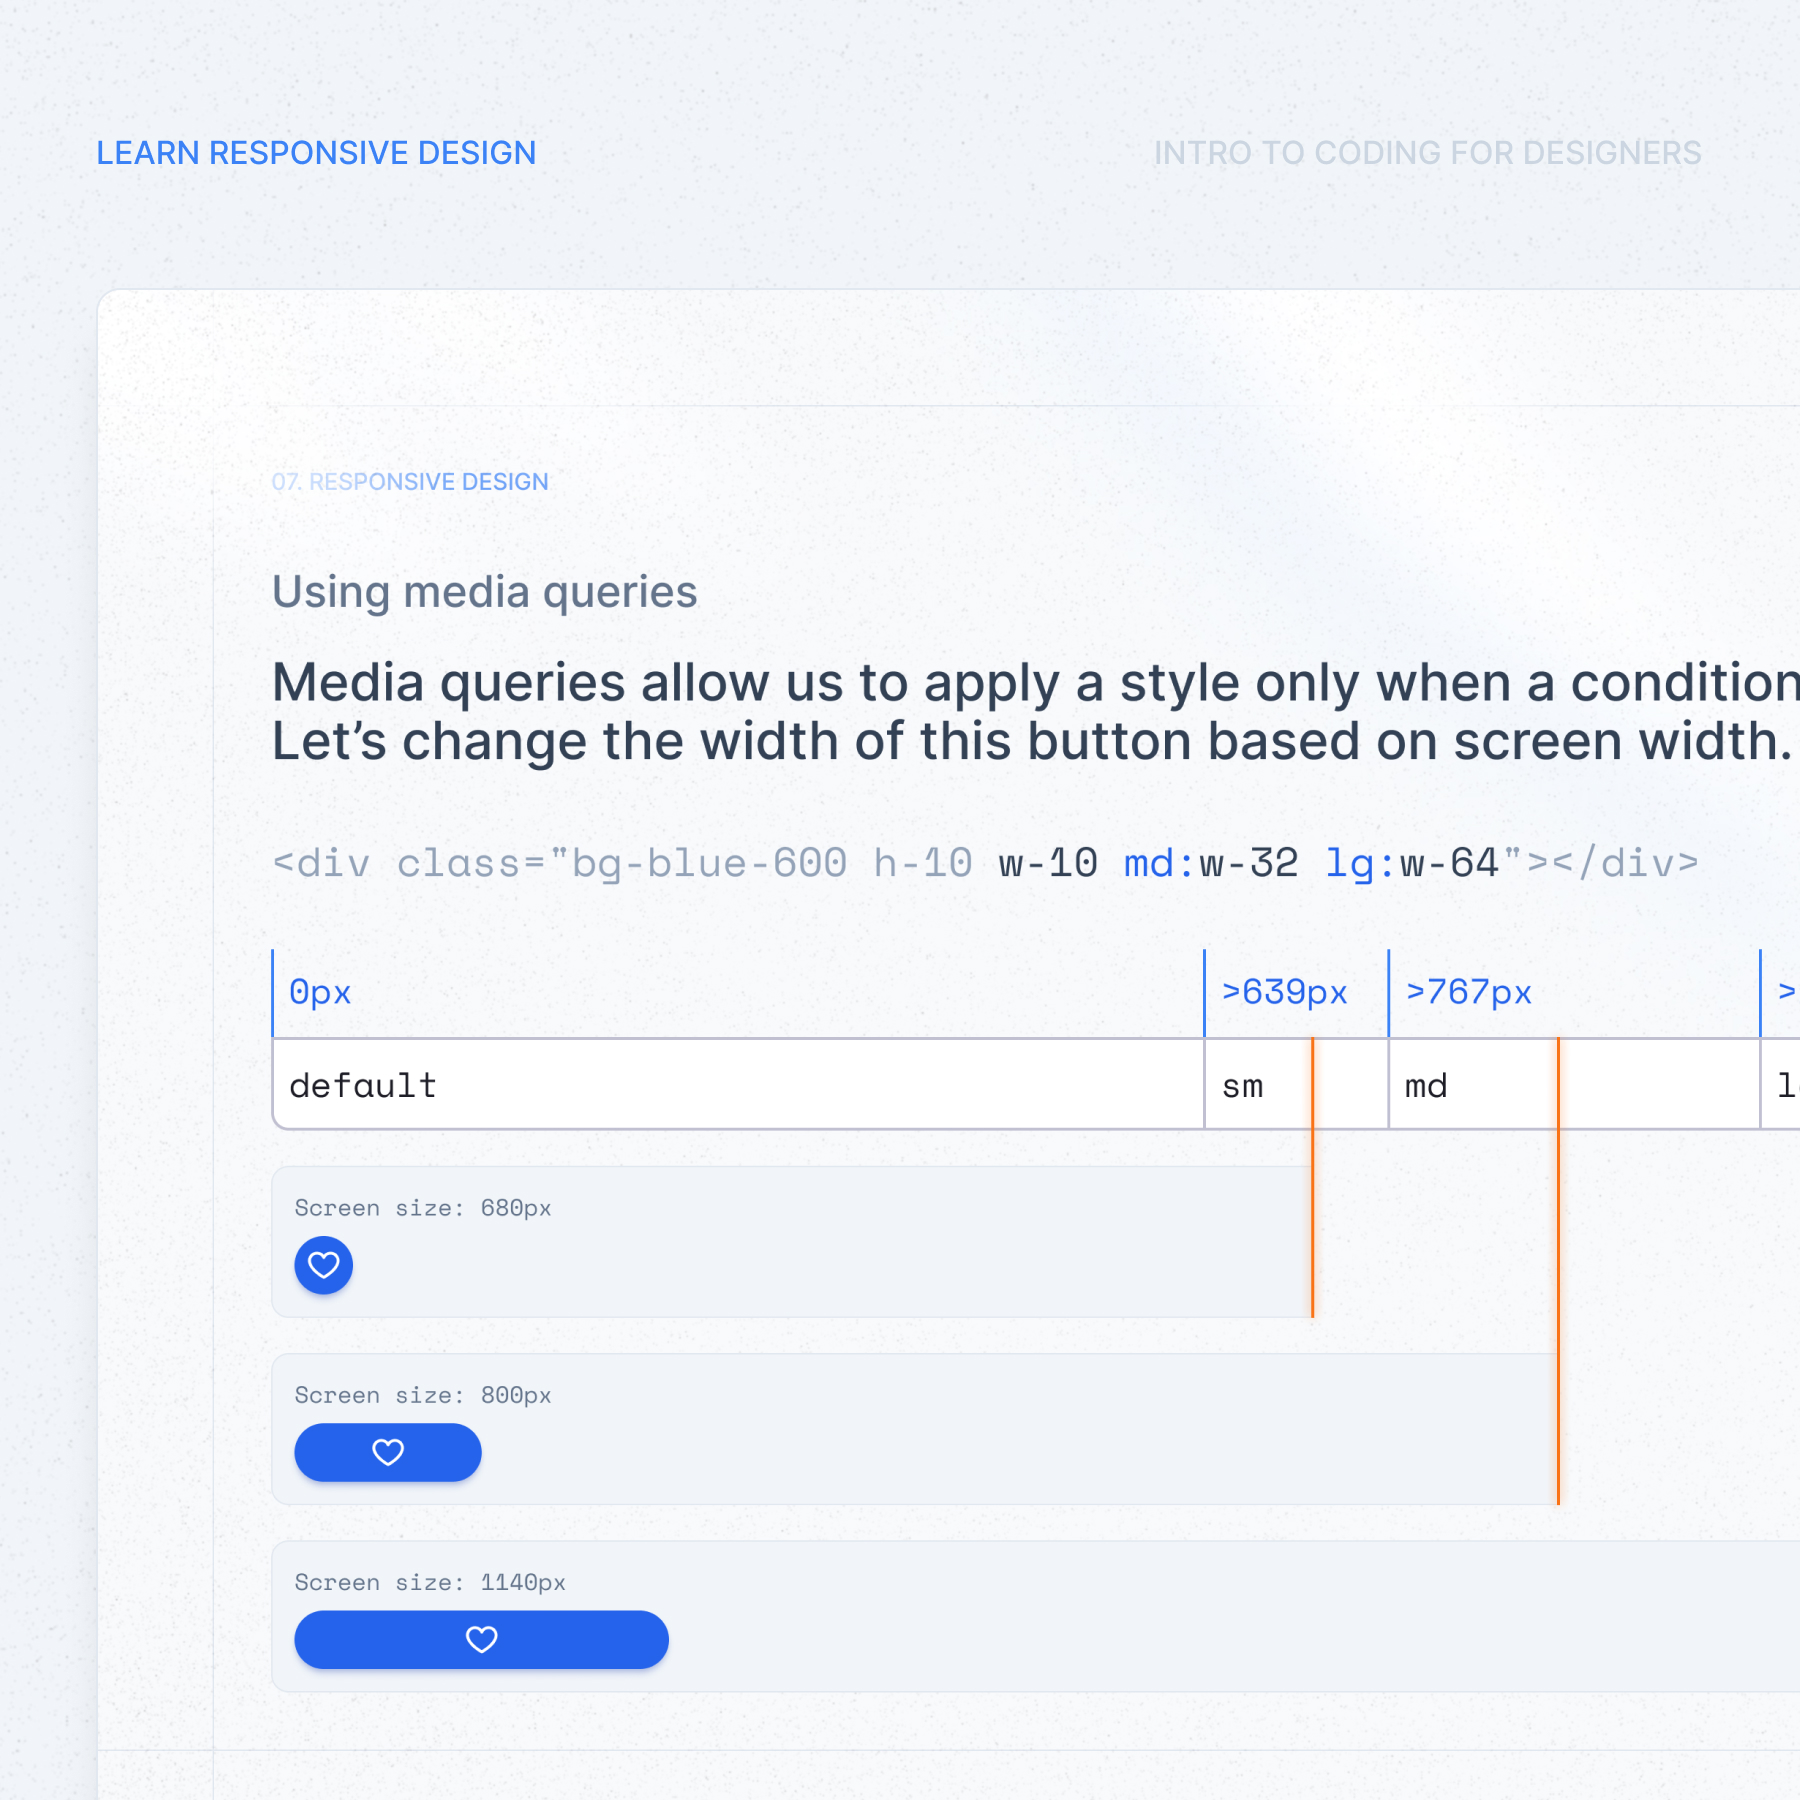 LEARN RESPONSIVE DESIGN
INTRO TO CODING FOR DESIGNERS
07. RESPONSIVE DESIGN
Using media queries
Media queries allow us to apply a style only when a condition
Let’s change the width of this button based on screen width.
<div class="bg-blue-600 h-10 w-10 md:w-32 lg:w-64"></div>
0px >639px >767px >
default sm md
Screen size: 680px
Screen size: 800px
Screen size: 1140px